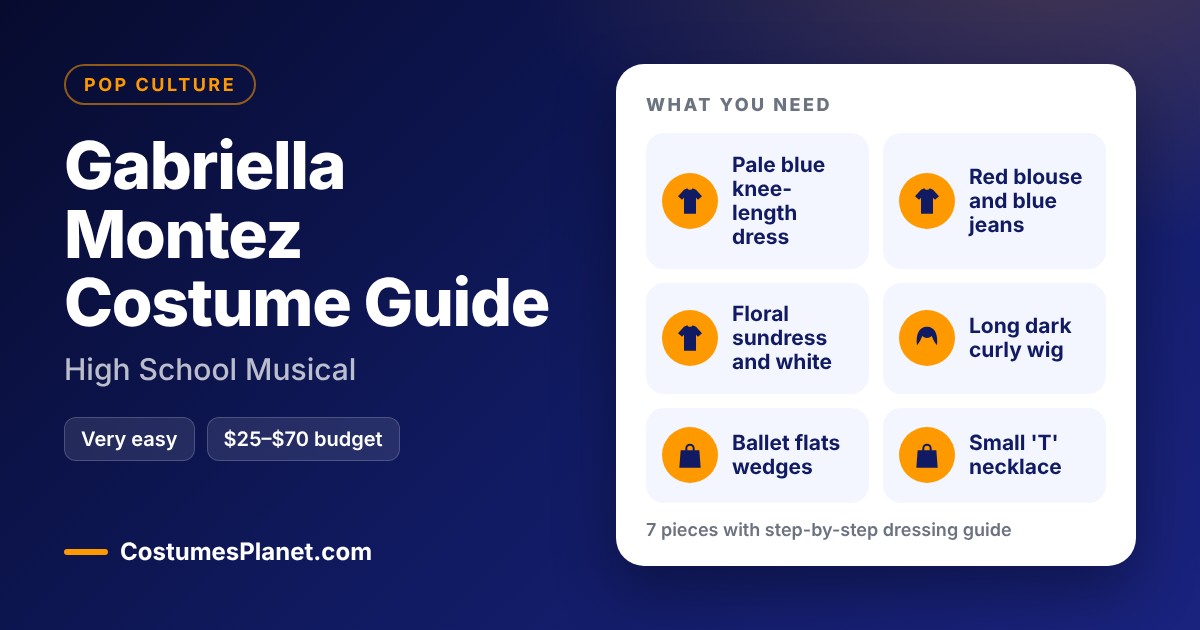 POP CULTURE
Gabriella
Montez
Costume Guide
High School Musical
Very easy
$25–$70 budget
CostumesPlanet.com
WHAT YOU NEED
Pale blue
knee-
length
dress
Red blouse
and blue
jeans
Floral
sundress
and white
Long dark
curly wig
Ballet flats
wedges
Small 'T'
necklace
7 pieces with step-by-step dressing guide